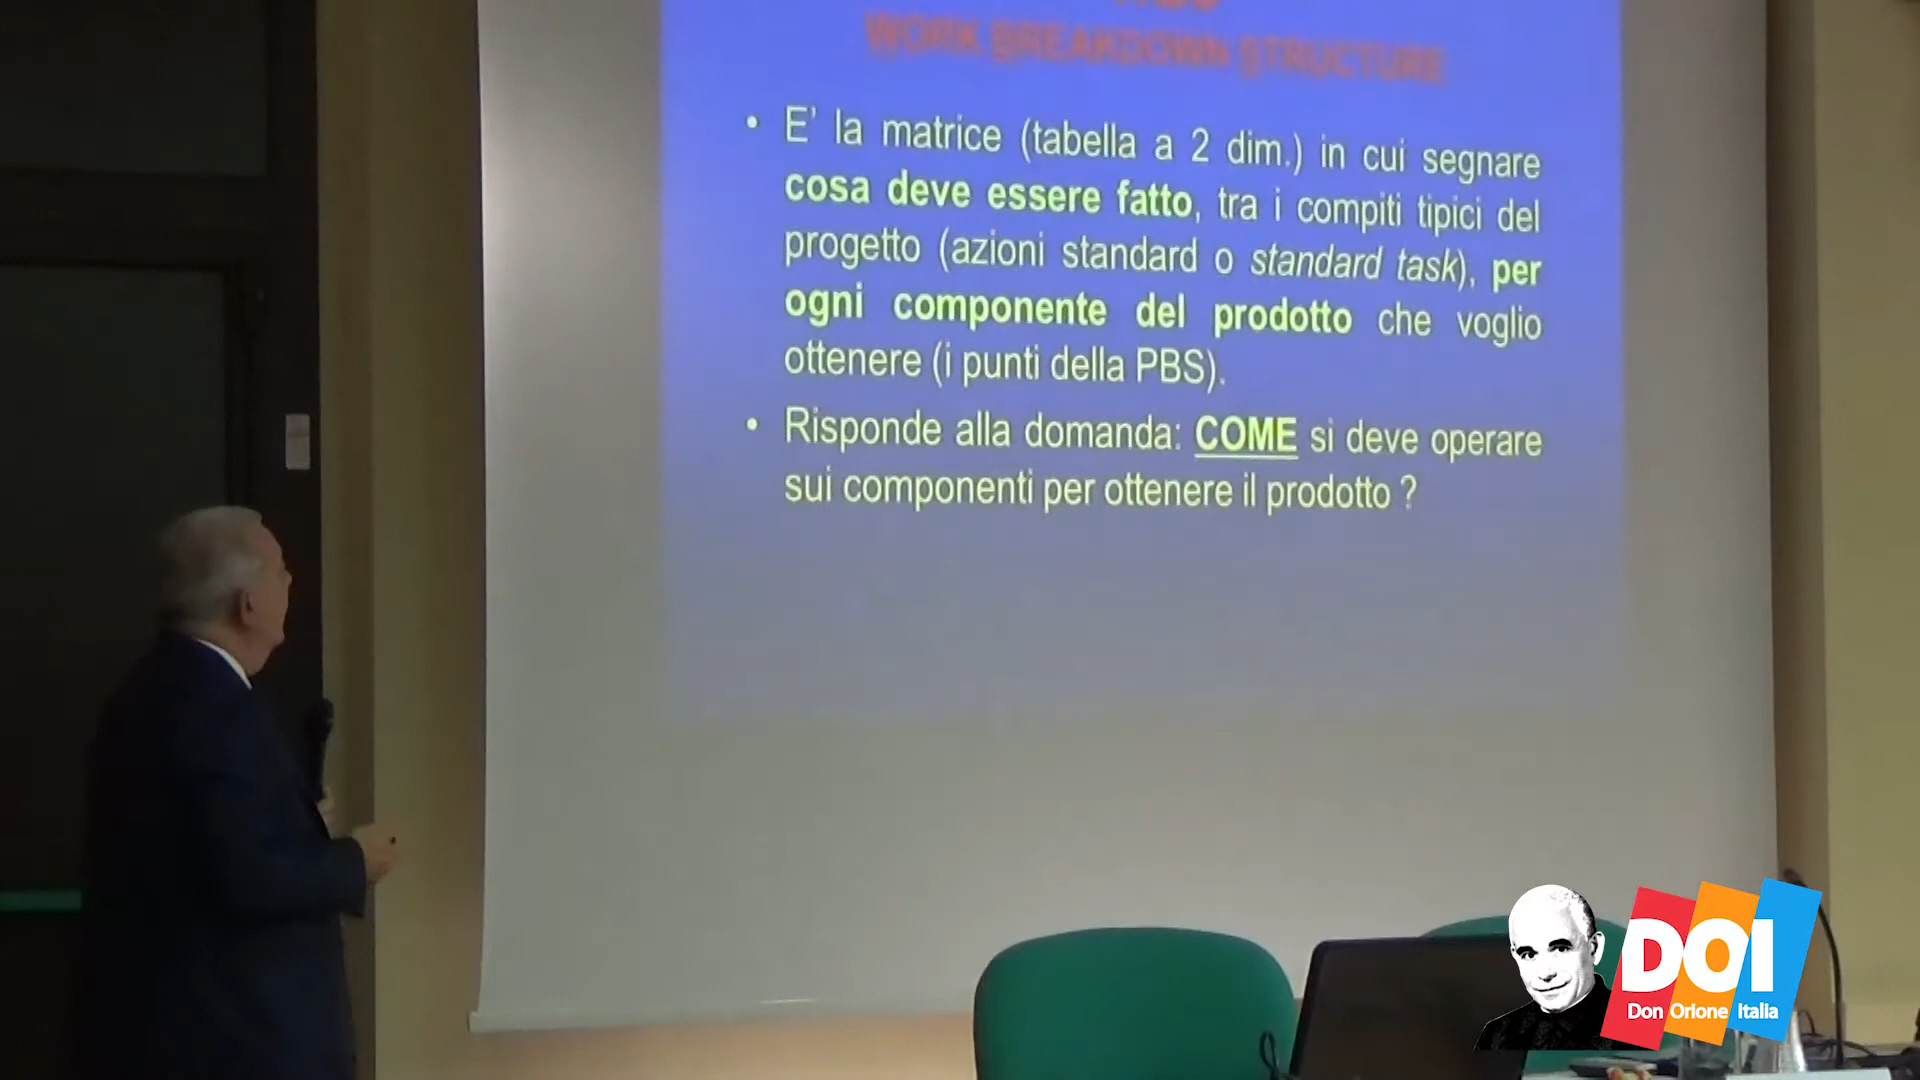 WORK BREAKDOWN STRUCTURE
• E' la matrice (tabella a 2 dim.) in cui segnare
cosa deve essere fatto, tra i compiti tipici del
progetto (azioni standard o standard task), per
ogni componente del prodotto che voglio
ottenere (i punti della PBS).
• Risponde alla domanda: COME si deve operare
sui componenti per ottenere il prodotto ?
DOI
Don Orione Italia